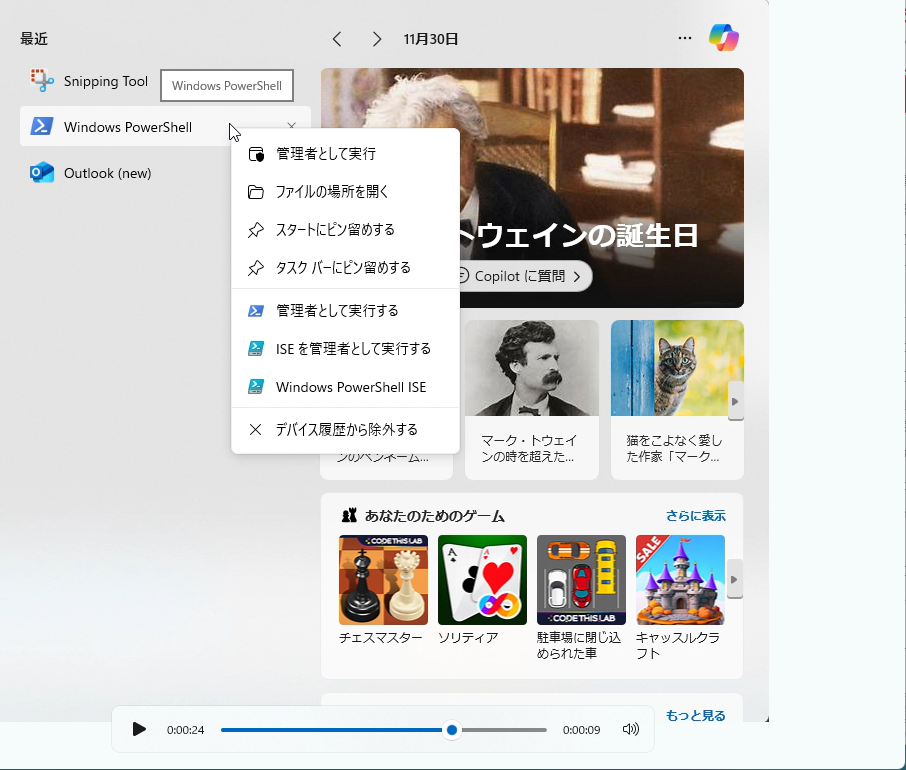 最近
11月30日
Snipping Tool
Windows PowerShell
Windows PowerShell
Outlook (new)
管理者として実行
ファイルの場所を開く
スタートにピン留めする
タスク バーにピン留めする
管理者として実行する
ISE を管理者として実行する
Windows PowerShell ISE
デバイス履歴から除外する
トウェインの誕生日
Copilot に質問
のペンネーム...
マーク・トウェイ
ンの時を超えた...
猫をこよなく愛し
た作家「マーク...
あなたのためのゲーム
さらに表示
CODE THIS LAB
A
A
CODE THIS LAB
SALE
チェスマスター
ソリティア
駐車場に閉じ込
められた車
キャッスルクラ
フト
もっと見る
0:00:24
0:00:09